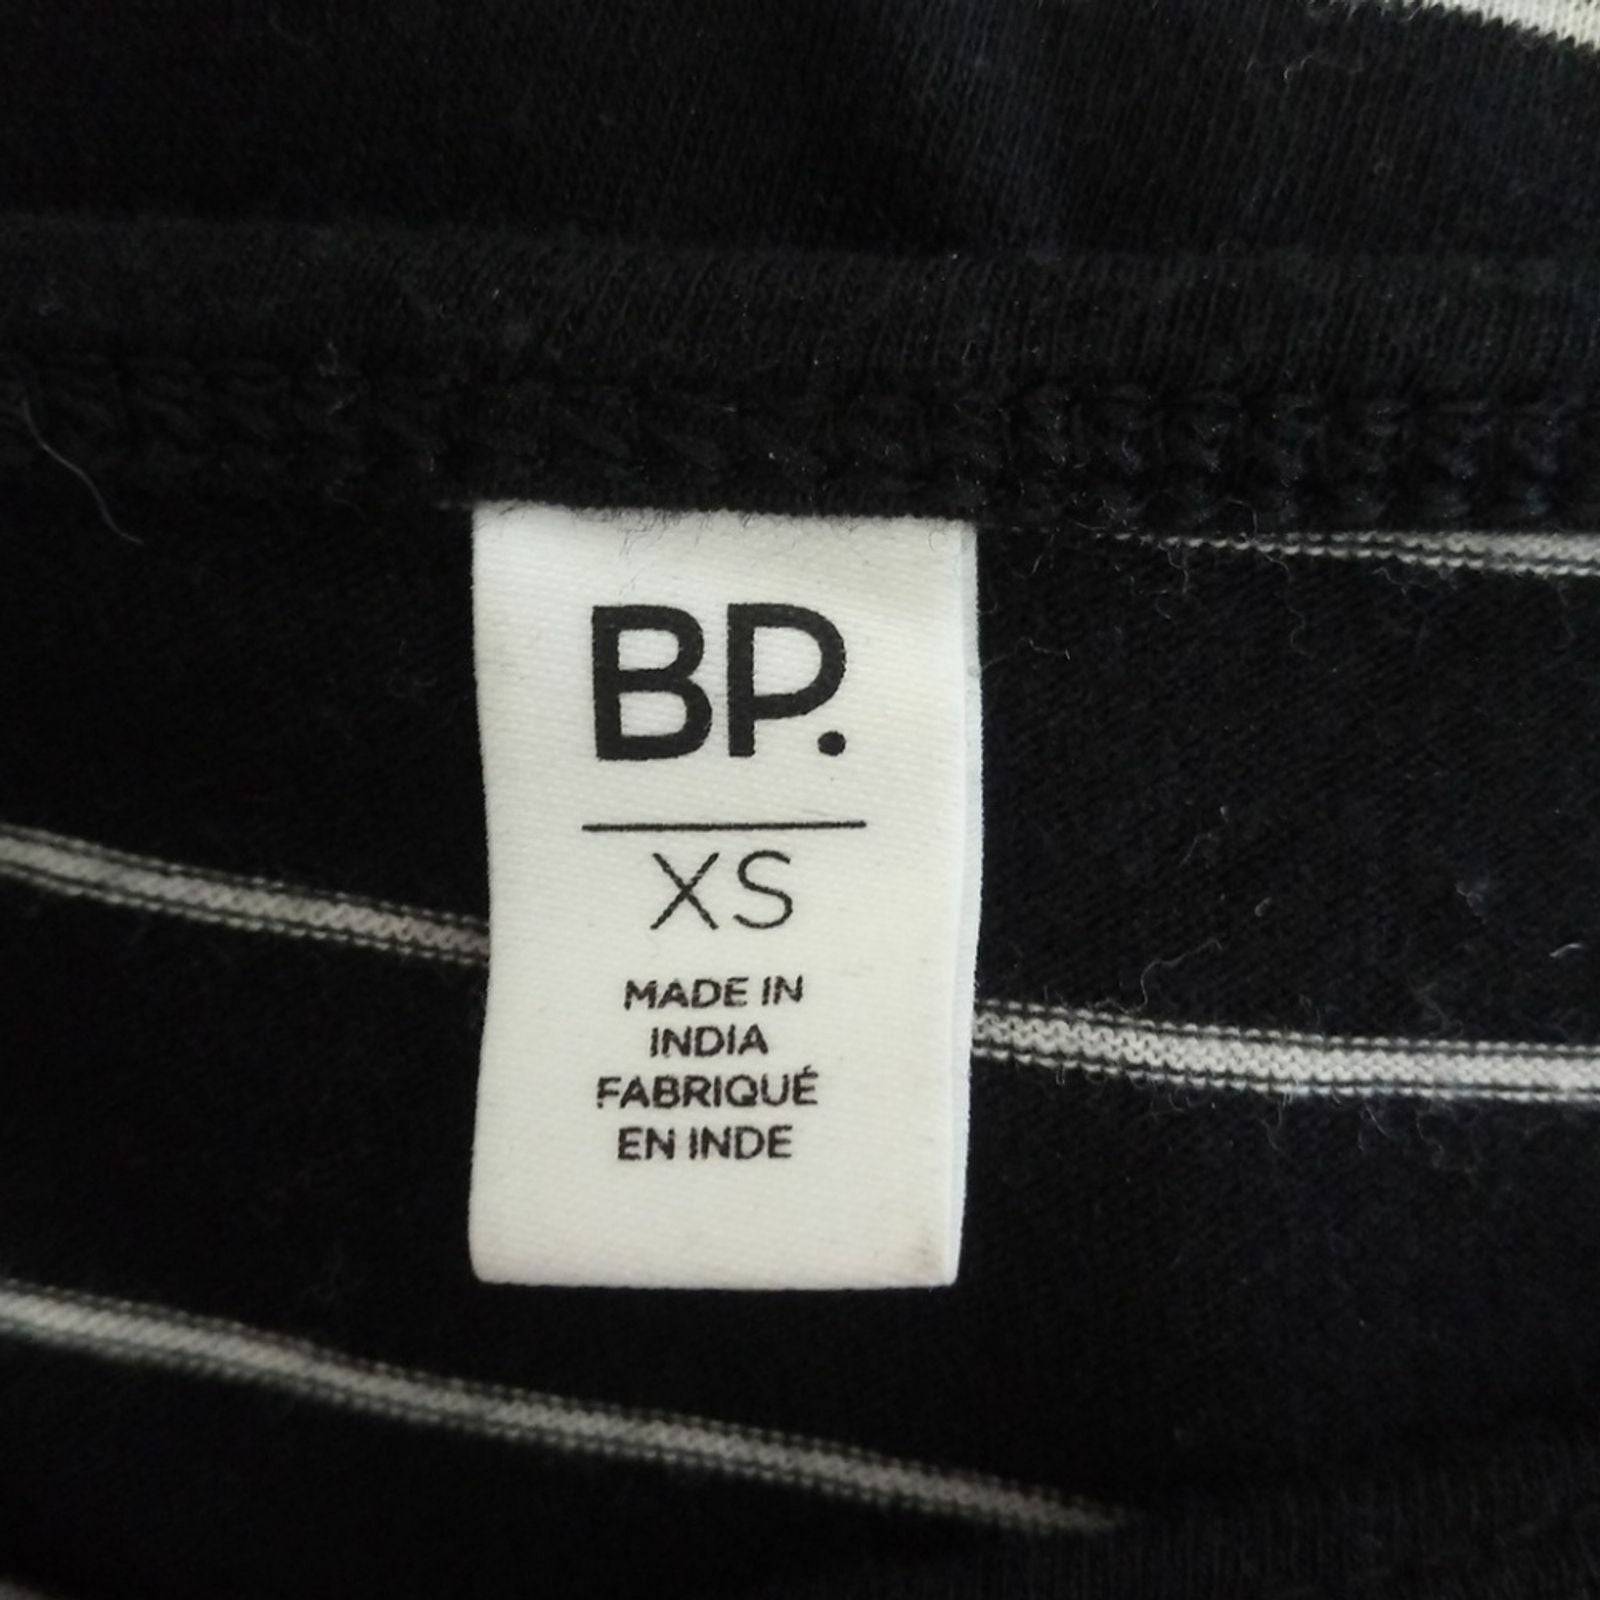 BP.
XS
MADE IN
INDIA
FABRIQUÉ
EN INDE